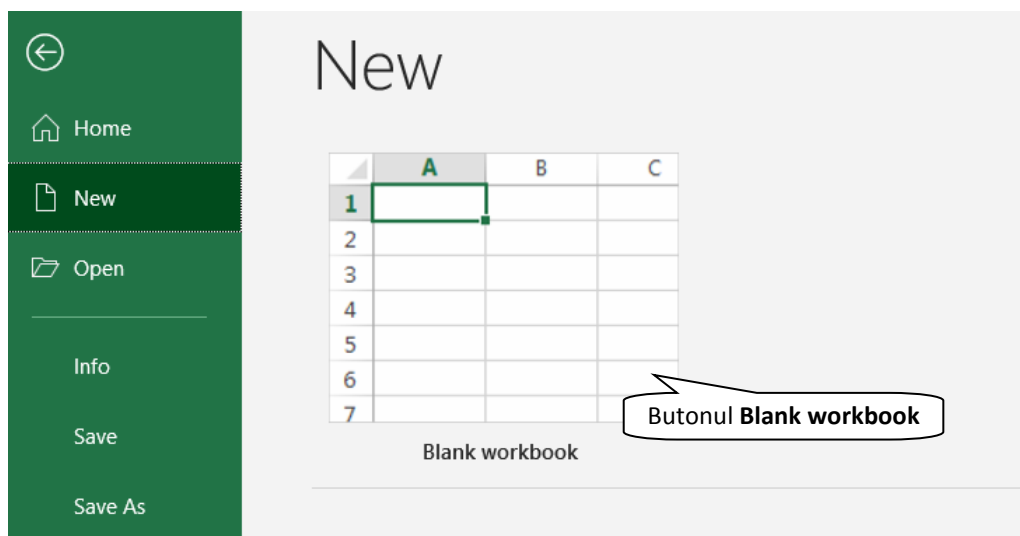 New
Home
New
Open
Info
Save
Save As
A B C
1
2
3
4
5
6
7
Butonul Blank workbook
Blank workbook